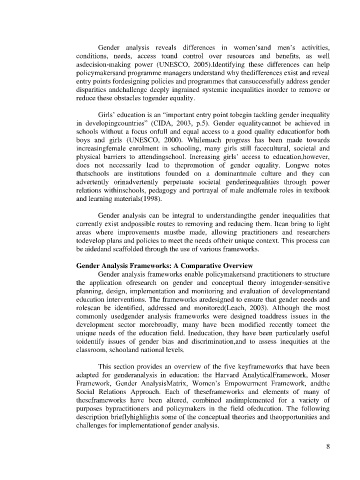 Gender analysis reveals differences in women'sand men's activities,
conditions, needs, access toand control over resources and benefits, as well
asdecision-making power (UNESCO, 2005).Identifying these differences can help
policymakersand programme managers understand why thedifferences exist and reveal
entry points fordesigning policies and programmes that cansuccessfully address gender
disparities andchallenge deeply ingrained systemic inequalities inorder to remove or
reduce these obstacles togender equality.
Girls' education is an "important entry point tobegin tackling gender inequality
in developingcountries" (CIDA, 2003, p.5). Gender equalitycannot be achieved in
schools without a focus onfull and equal access to a good quality educationfor both
boys and girls (UNESCO, 2000). Whilemuch progress has been made towards
increasingfemale enrolment in schooling, many girls still facecultural, societal and
physical barriers to attendingschool. Increasing girls' access to education,however,
does not necessarily lead to thepromotion of gender equality. Longwe notes
thatschools are institutions founded on a dominantmale culture and they can
advertently orinadvertently perpetuate societal genderinequalities through power
relations withinschools, pedagogy and portrayal of male andfemale roles in textbook
and learning materials(1998).
Gender analysis can be integral to understandingthe gender inequalities that
currently exist andpossible routes to removing and reducing them. Itcan bring to light
areas where improvements mustbe made, allowing practitioners and researchers
todevelop plans and policies to meet the needs oftheir unique context. This process can
be aidedand scaffolded through the use of various frameworks.
Gender Analysis Frameworks: A Comparative Overview
Gender analysis frameworks enable policymakersand practitioners to structure
the application ofresearch on gender and conceptual theory intogender-sensitive
planning, design, implementation and monitoring and evaluation of developmentand
education interventions. The frameworks aredesigned to ensure that gender needs and
rolescan be identified, addressed and monitored(Leach, 2003). Although the most
commonly usedgender analysis frameworks were designed toaddress issues in the
development sector morebroadly, many have been modified recently tomeet the
unique needs of the education field. Ineducation, they have been particularly useful
toidentify issues of gender bias and discrimination,and to assess inequities at the
classroom, schooland national levels.
This section provides an overview of the five keyframeworks that have been
adapted for genderanalysis in education: the Harvard AnalyticalFramework, Moser
Framework, Gender AnalysisMatrix, Women's Empowerment Framework, andthe
Social Relations Approach. Each of theseframeworks and elements of many of
theseframeworks have been altered, combined andimplemented for a variety of
purposes bypractitioners and policymakers in the field ofeducation. The following
description brieflyhighlights some of the conceptual theories and theopportunities and
challenges for implementationof gender analysis.
8